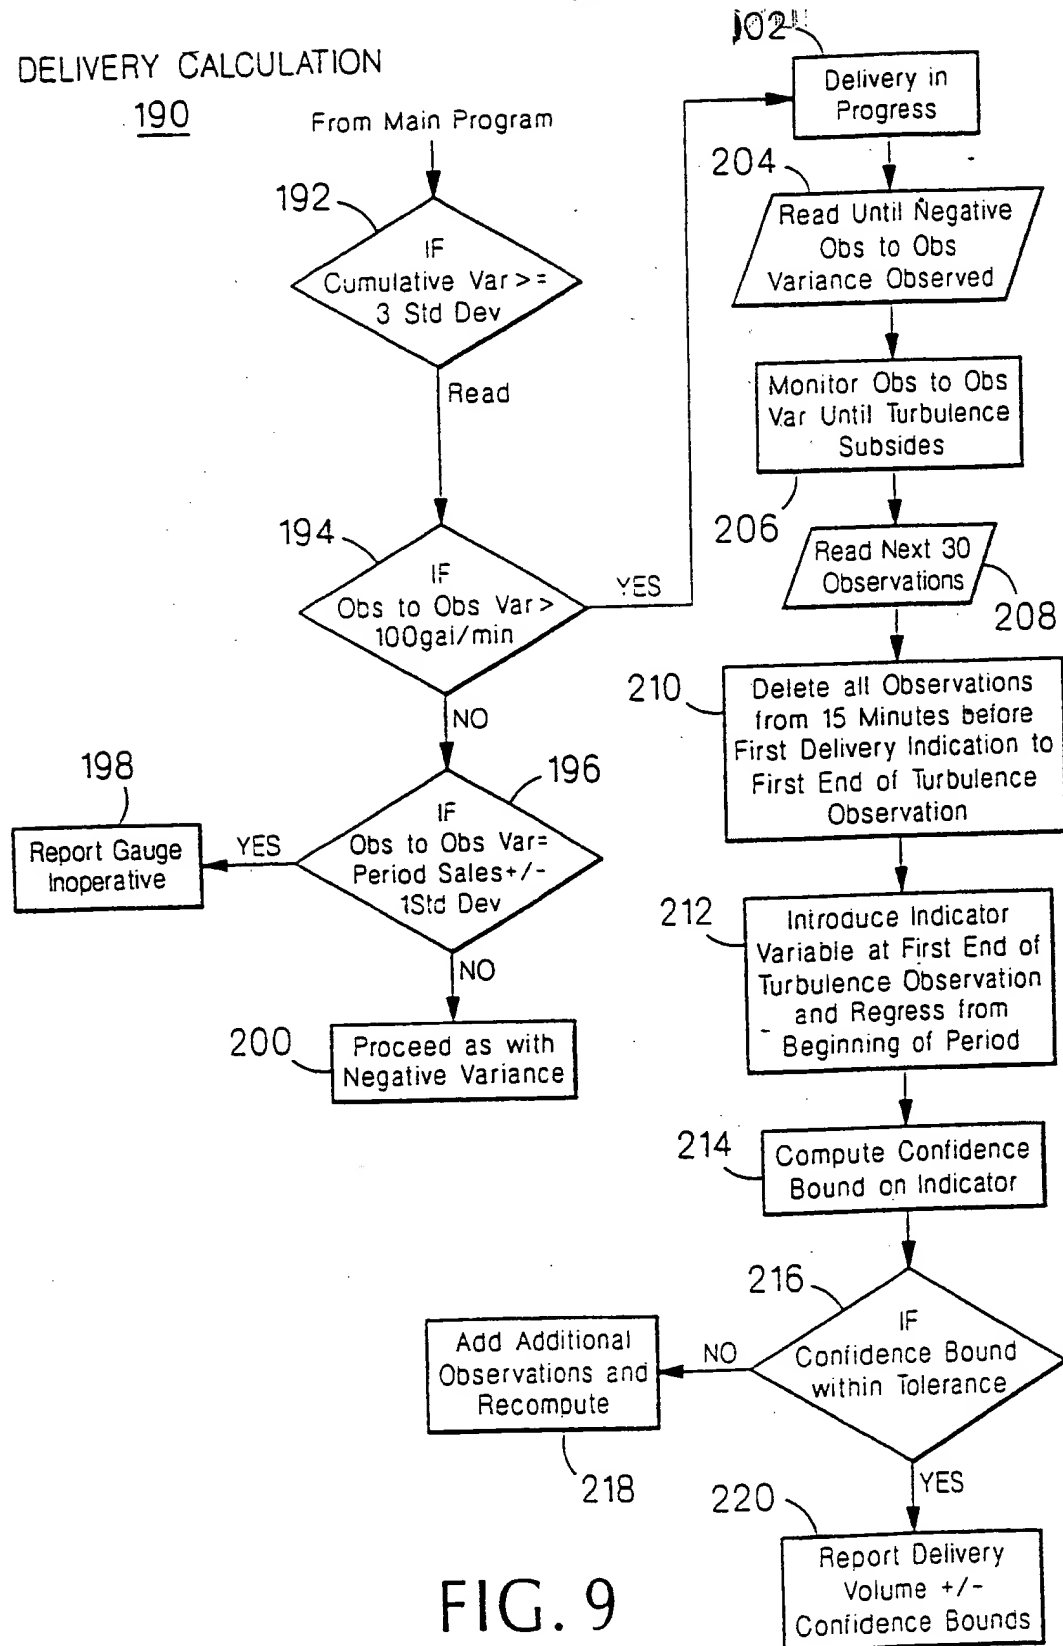 DELIVERY CALCULATION
190
From Main Program
192
IF
Cumulative Var >=
3 Std Dev
Read
194
IF
Obs to Obs Var >
100gal/min
YES
NO
196
IF
Obs to Obs Var=
Period Sales+/-
1Std Dev
YES
198
Report Gauge
Inoperative
NO
200
Proceed as with
Negative Variance
Delivery in
Progress
204
Read Until Negative
Obs to Obs
Variance Observed
Monitor Obs to Obs
Var Until Turbulence
Subsides
206
Read Next 30
Observations
208
210
Delete all Observations
from 15 Minutes before
First Delivery Indication to
First End of Turbulence
Observation
212
Introduce Indicator
Variable at First End of
Turbulence Observation
and Regress from
Beginning of Period
214
Compute Confidence
Bound on Indicator
216
IF
Confidence Bound
within Tolerance
NO
Add Additional
Observations and
Recompute
218
YES
220
Report Delivery
Volume +/-
Confidence Bounds
FIG. 9